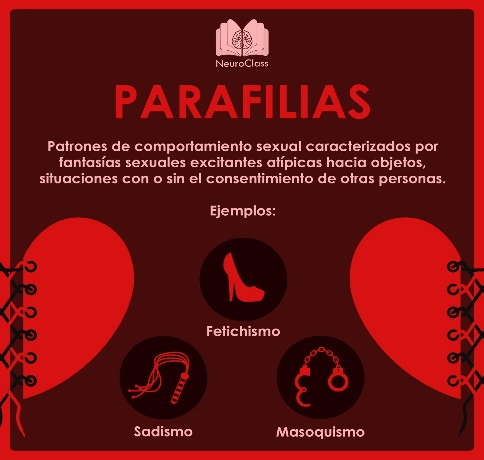 NeuroClass
PARAFILIAS
Patrones de comportamiento sexual caracterizados por
fantasías sexuales excitantes atípicas hacia objetos,
situaciones con o sin el consentimiento de otras personas.
Ejemplos:
Fetichismo
Sadismo
Masoquismo